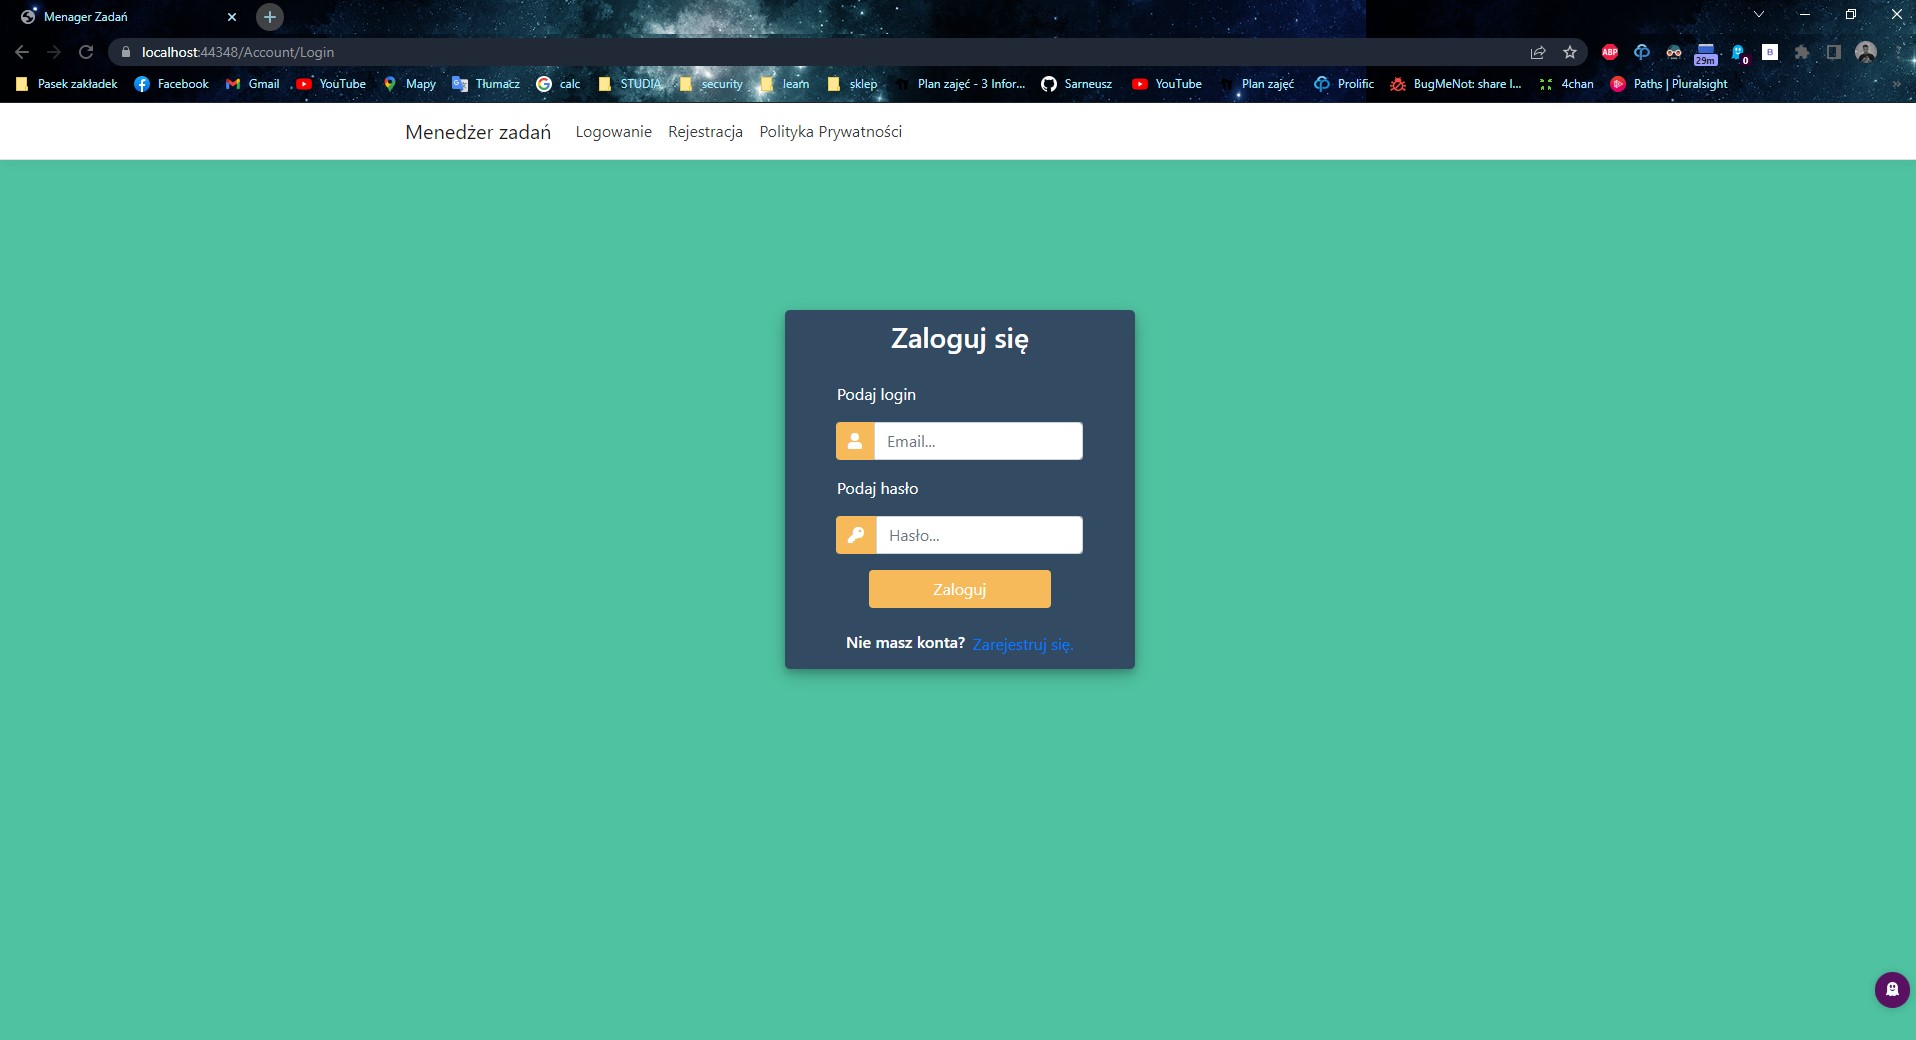 Menager Zadań
localhost:44348/Account/Login
ABP
29m
0
B
Pasek zakładek Facebook Gmail YouTube Mapy Tłumacz calc STUDIA security learn sklep Plan zajęć - 3 Infor... Sarneusz YouTube Plan zajęć Prolific BugMeNot: share l... 4chan Paths | Pluralsight »
Menedżer zadań Logowanie Rejestracja Polityka Prywatności
Zaloguj się
Podaj login
Email...
Podaj hasło
Hasło...
Zaloguj
Nie masz konta? Zarejestruj się.